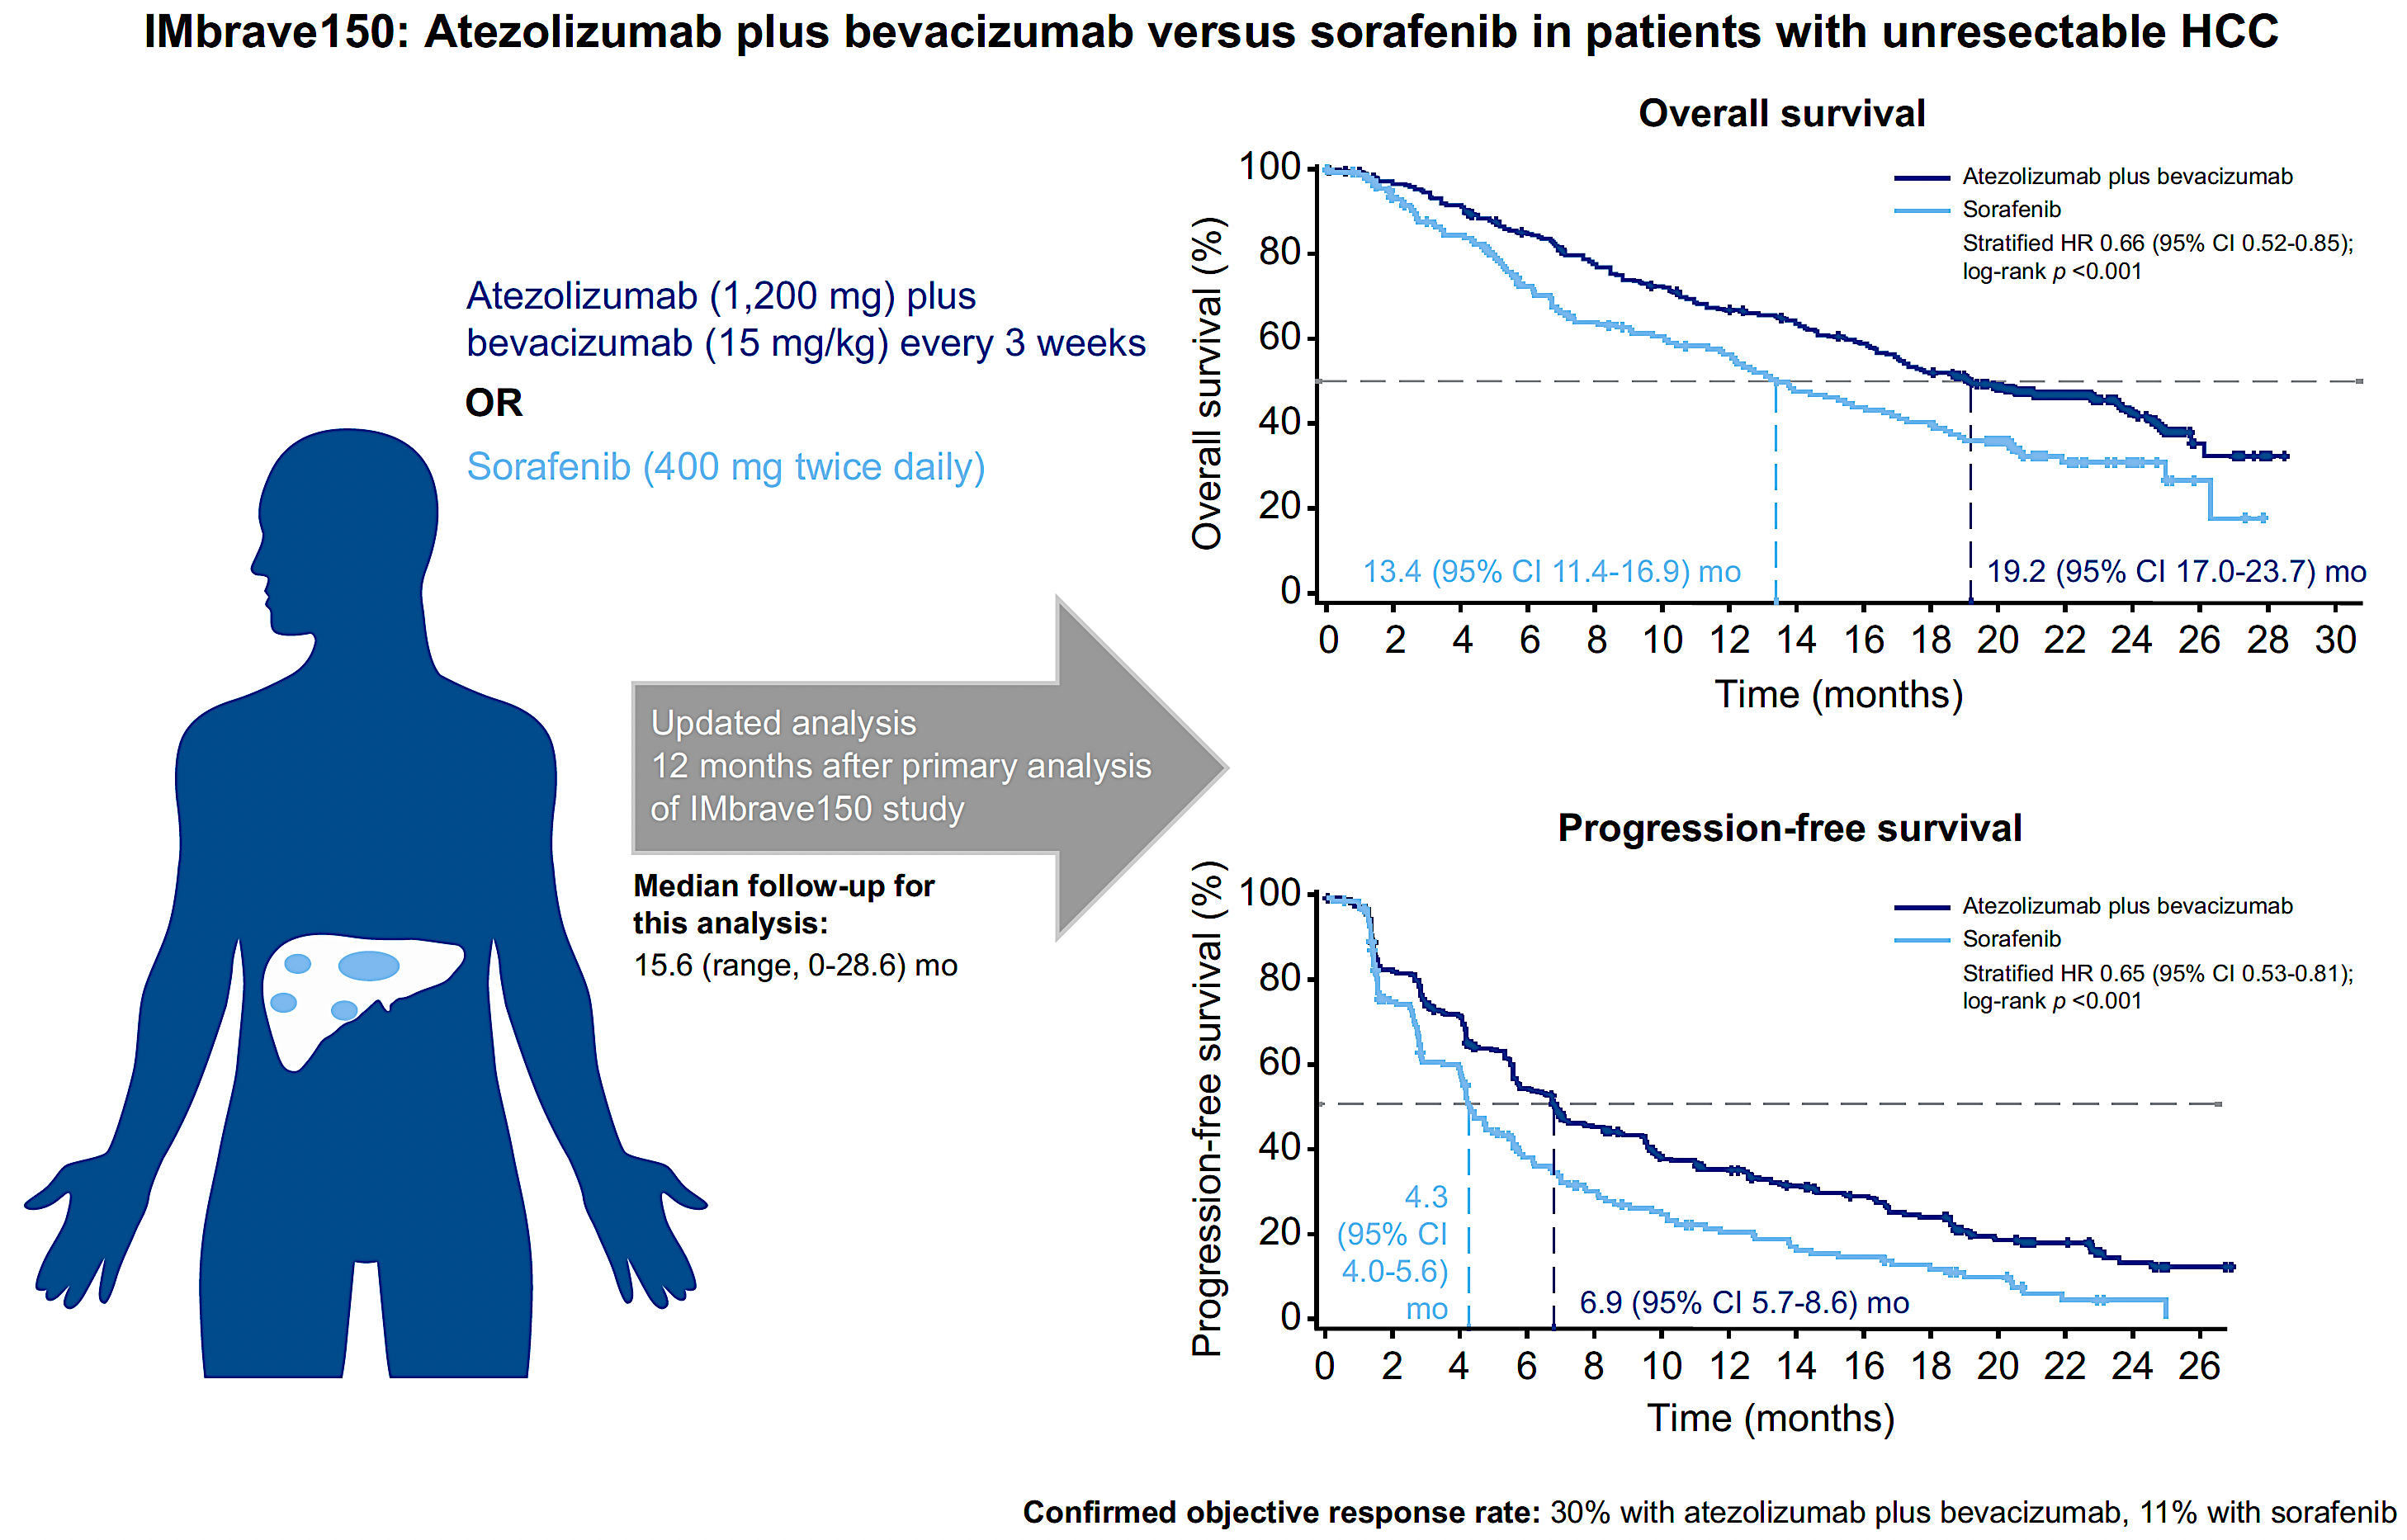 IMbrave150: Atezolizumab plus bevacizumab versus sorafenib in patients with unresectable HCC
Atezolizumab (1,200 mg) plus
bevacizumab (15 mg/kg) every 3 weeks
OR
Sorafenib (400 mg twice daily)
Updated analysis
12 months after primary analysis
of IMbrave150 study
Median follow-up for
this analysis:
15.6 (range, 0-28.6) mo
Overall survival
Overall survival (%)
100
80
60
40
20
0
Atezolizumab plus bevacizumab
Sorafenib
Stratified HR 0.66 (95% CI 0.52-0.85);
log-rank p <0.001
13.4 (95% CI 11.4-16.9) mo
19.2 (95% CI 17.0-23.7) mo
0 2 4 6 8 10 12 14 16 18 20 22 24 26 28 30
Time (months)
Progression-free survival
Progression-free survival (%)
100
80
60
40
20
0
Atezolizumab plus bevacizumab
Sorafenib
Stratified HR 0.65 (95% CI 0.53-0.81);
log-rank p <0.001
4.3
(95% CI
4.0-5.6)
mo
6.9 (95% CI 5.7-8.6) mo
0 2 4 6 8 10 12 14 16 18 20 22 24 26
Time (months)
Confirmed objective response rate: 30% with atezolizumab plus bevacizumab, 11% with sorafenib